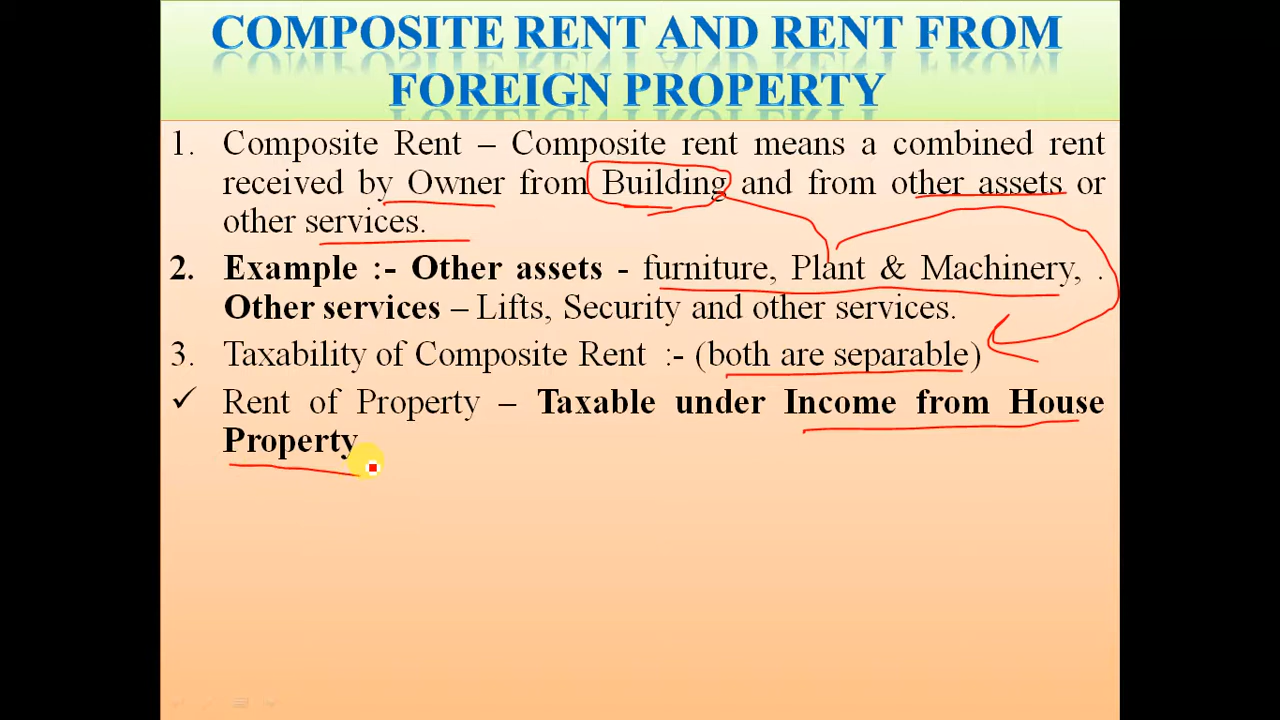 COMPOSITE RENT AND RENT FROM
FOREIGN PROPERTY
1. Composite Rent – Composite rent means a combined rent
received by Owner from Building and from other assets or
other services.
2. Example :- Other assets - furniture, Plant & Machinery, .
Other services – Lifts, Security and other services.
3. Taxability of Composite Rent :- (both are separable)
✓ Rent of Property – Taxable under Income from House
Property